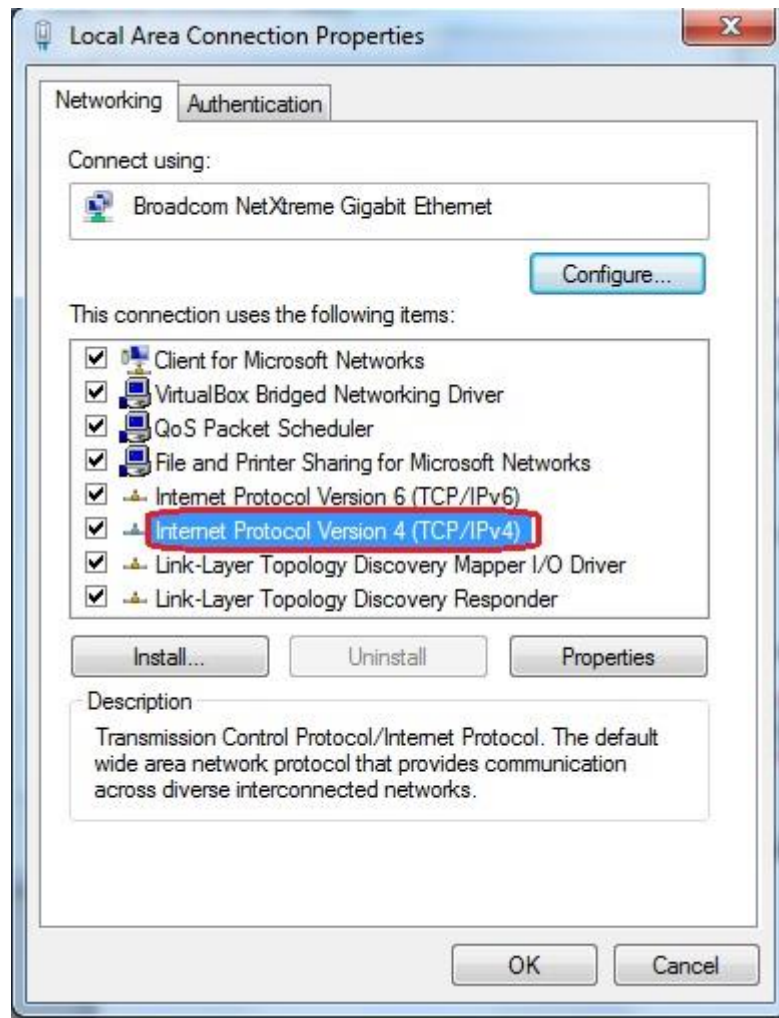 Local Area Connection Properties
Networking
Authentication
Connect using:
Broadcom NetXtreme Gigabit Ethernet
Configure...
This connection uses the following items:
Client for Microsoft Networks
VirtualBox Bridged Networking Driver
QoS Packet Scheduler
File and Printer Sharing for Microsoft Networks
Internet Protocol Version 6 (TCP/IPv6)
Internet Protocol Version 4 (TCP/IPv4)
Link-Layer Topology Discovery Mapper I/O Driver
Link-Layer Topology Discovery Responder
Install...
Uninstall
Properties
Description
Transmission Control Protocol/Internet Protocol. The default
wide area network protocol that provides communication
across diverse interconnected networks.
OK
Cancel